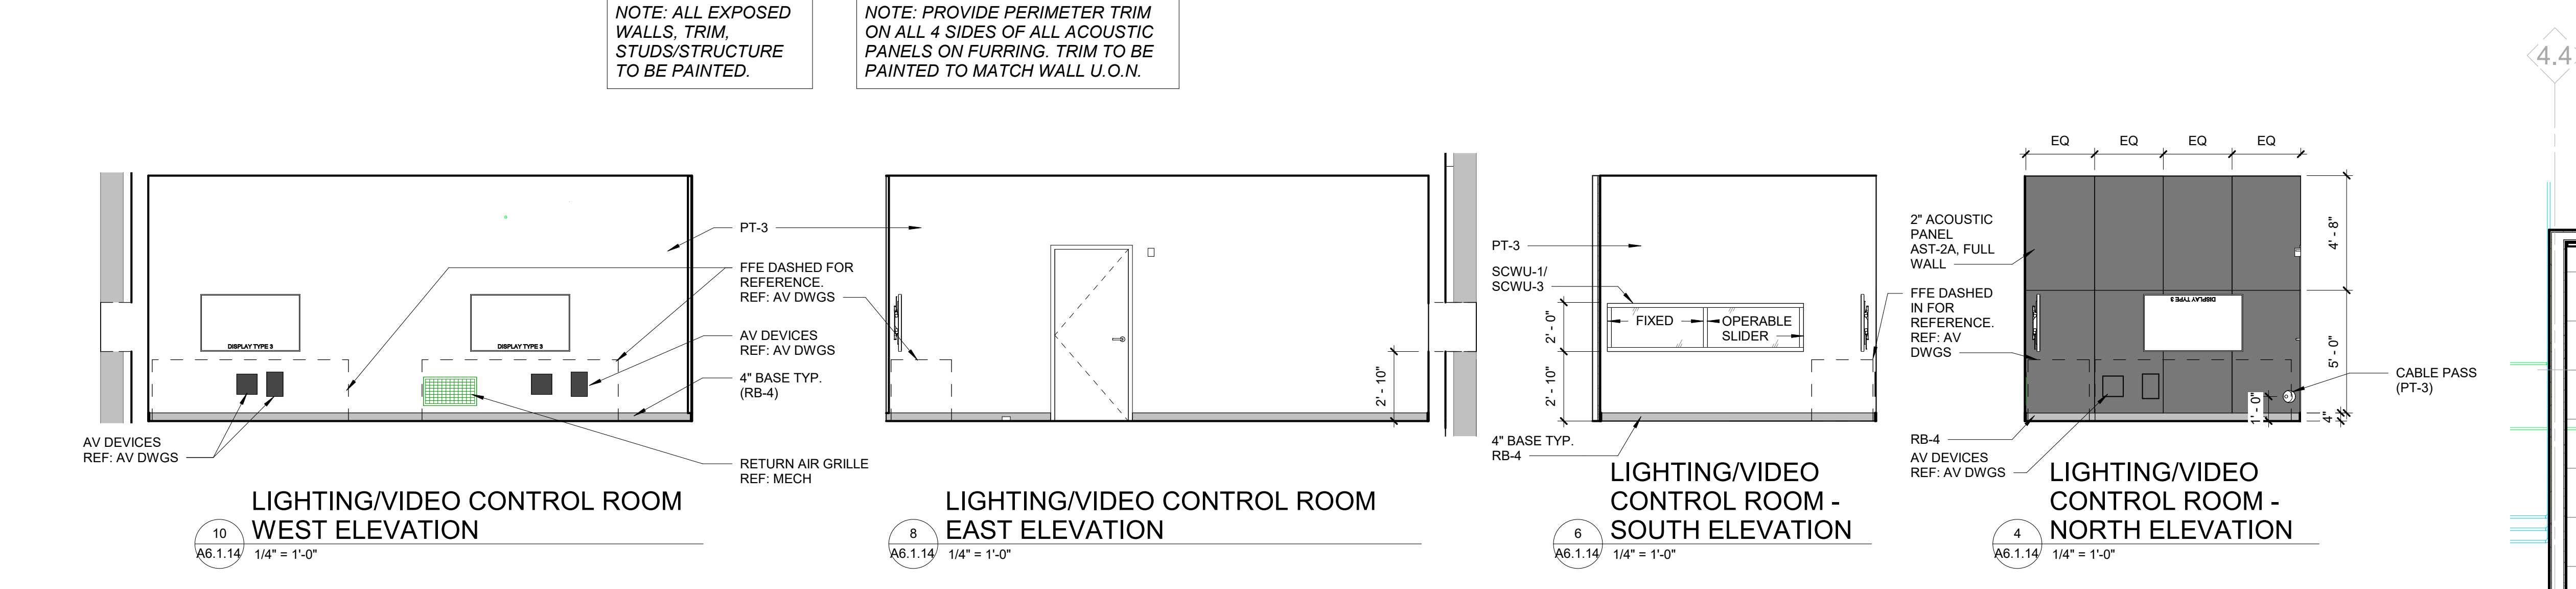 NOTE: ALL EXPOSED
WALLS, TRIM,
STUDS/STRUCTURE
TO BE PAINTED.
NOTE: PROVIDE PERIMETER TRIM
ON ALL 4 SIDES OF ALL ACOUSTIC
PANELS ON FURRING. TRIM TO BE
PAINTED TO MATCH WALL U.O.N.
4.4
DISPLAY TYPE 3
DISPLAY TYPE 3
AV DEVICES
REF: AV DWGS
PT-3
FFE DASHED FOR
REFERENCE.
REF: AV DWGS
AV DEVICES
REF: AV DWGS
4" BASE TYP.
(RB-4)
RETURN AIR GRILLE
REF: MECH
10
A6.1.14
LIGHTING/VIDEO CONTROL ROOM
WEST ELEVATION
1/4" = 1'-0"
2' - 10"
8
A6.1.14
LIGHTING/VIDEO CONTROL ROOM
EAST ELEVATION
1/4" = 1'-0"
PT-3
SCWU-1/
SCWU-3
2' - 0"
2' - 10"
FIXED
OPERABLE
SLIDER
4" BASE TYP.
RB-4
6
A6.1.14
LIGHTING/VIDEO
CONTROL ROOM -
SOUTH ELEVATION
1/4" = 1'-0"
EQ
EQ
EQ
EQ
2" ACOUSTIC
PANEL
AST-2A, FULL
WALL
FFE DASHED
IN FOR
REFERENCE.
REF: AV
DWGS
DISPLAY TYPE 3
4' - 8"
5' - 0"
1' - 0"
4"
CABLE PASS
(PT-3)
RB-4
AV DEVICES
REF: AV DWGS
4
A6.1.14
LIGHTING/VIDEO
CONTROL ROOM -
NORTH ELEVATION
1/4" = 1'-0"